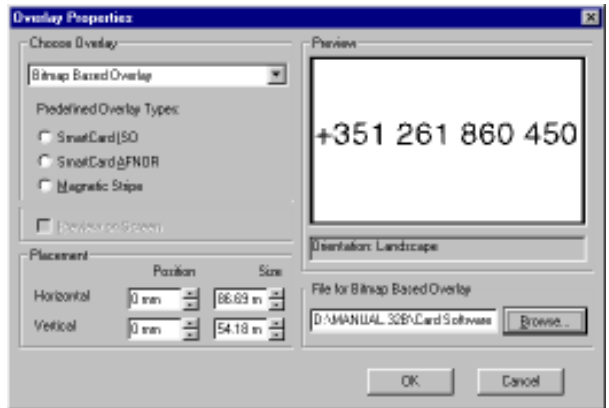 Overlay Properties
Choose Overlay
Bitmap Based Overlay
Predefined Overlay Types:
SmartCard ISO
SmartCard AFNOR
Magnetic Stripe
Preview on Screen
Placement
Position Size
Horizontal 0 mm 86.69 m
Vertical 0 mm 54.18 m
Preview
+351 261 860 450
Orientation: Landscape
File for Bitmap Based Overlay
D:\MANUAL 32B\Card Software Browse...
OK Cancel